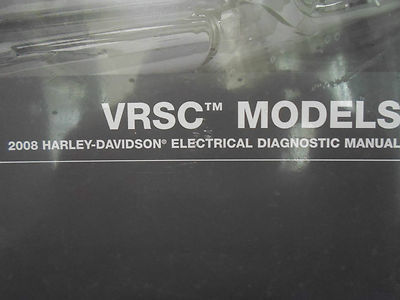 VRSC™ MODELS
2008 HARLEY-DAVIDSON® ELECTRICAL DIAGNOSTIC MANUAL